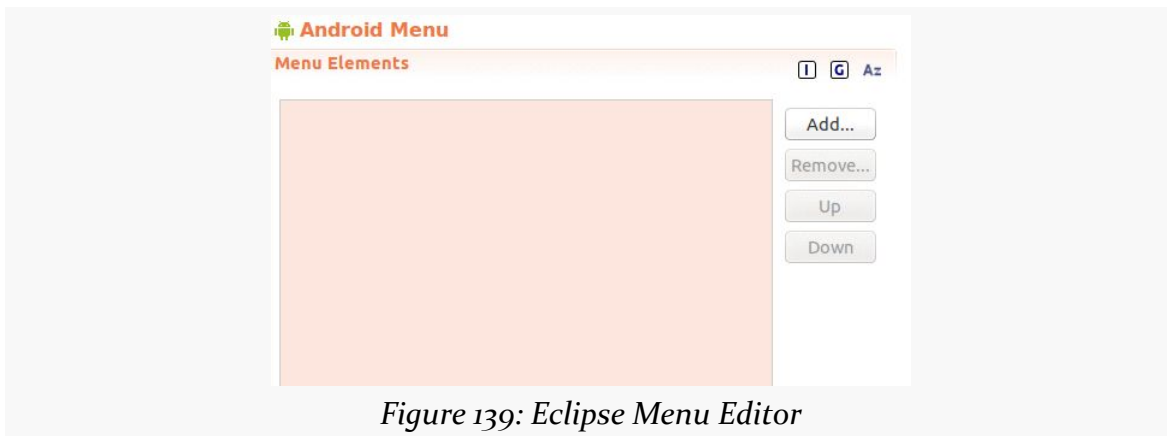 Android Menu
Menu Elements
I G Az
Add...
Remove...
Up
Down
Figure 139: Eclipse Menu Editor